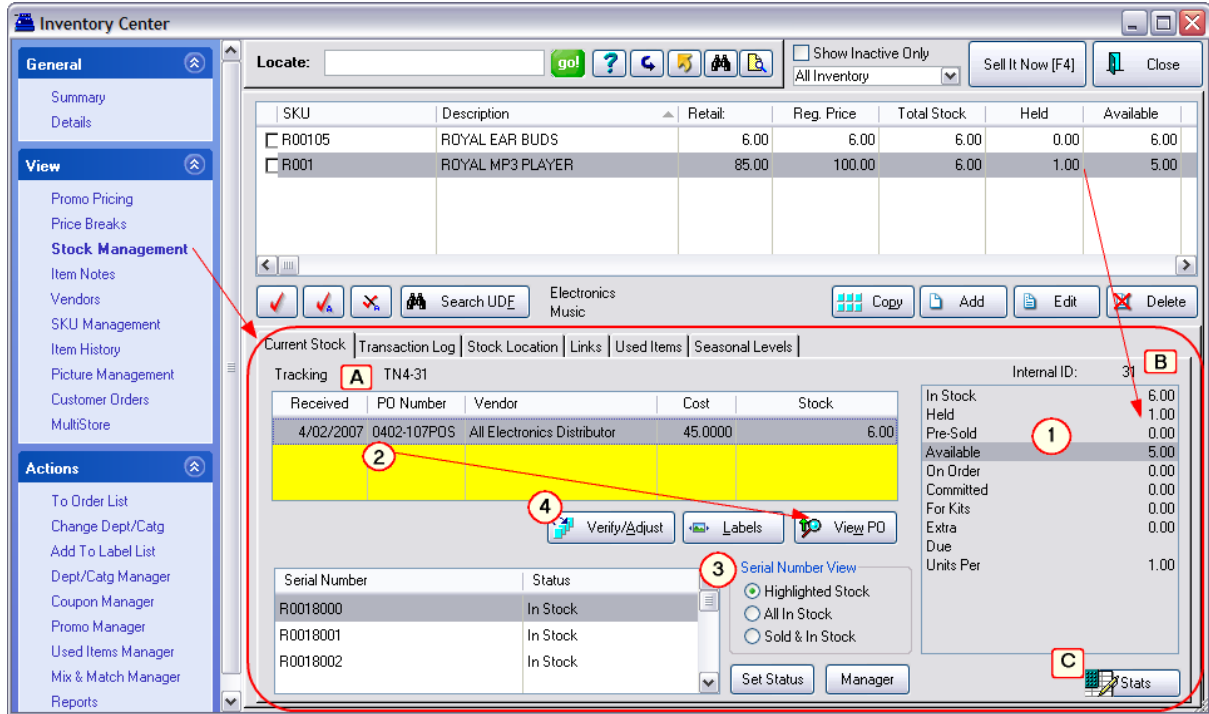 Inventory Center
General
Summary
Details
View
Promo Pricing
Price Breaks
Stock Management
Item Notes
Vendors
SKU Management
Item History
Picture Management
Customer Orders
MultiStore
Actions
To Order List
Change Dept/Catg
Add To Label List
Dept/Catg Manager
Coupon Manager
Promo Manager
Used Items Manager
Mix & Match Manager
Reports
Locate: go! ? Show Inactive Only All Inventory Sell It Now [F4] Close
SKU Description Retail: Reg. Price Total Stock Held Available
R00105 ROYAL EAR BUDS 6.00 6.00 6.00 0.00 6.00
R001 ROYAL MP3 PLAYER 85.00 100.00 6.00 1.00 5.00
A A Search UDF Electronics Music Copy Add Edit Delete
Current Stock Transaction Log Stock Location Links Used Items Seasonal Levels
Tracking A TN4-31
Received PO Number Vendor Cost Stock
4/02/2007 0402-107POS All Electronics Distributor 45.0000 6.00
2
4 Verify/Adjust Labels View PO
Serial Number Status
R0018000 In Stock
R0018001 In Stock
R0018002 In Stock
3 Serial Number View
Highlighted Stock
All In Stock
Sold & In Stock
Set Status Manager
Internal ID: 31 B
In Stock 6.00
Held 1.00
Pre-Sold 0.00
1
Available 5.00
On Order 0.00
Committed 0.00
For Kits 0.00
Extra 0.00
Due
Units Per 1.00
C
Stats